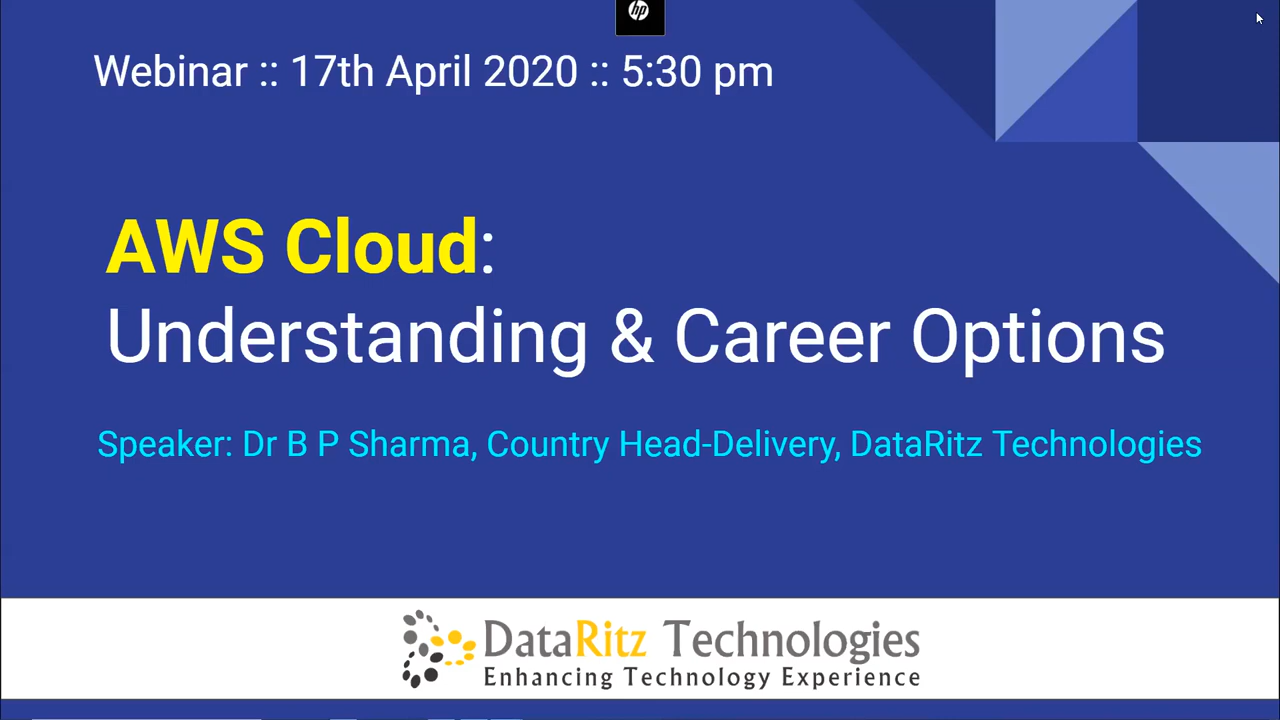 hp
Webinar :: 17th April 2020 :: 5:30 pm
AWS Cloud:
Understanding & Career Options
Speaker: Dr B P Sharma, Country Head-Delivery, DataRitz Technologies
DataRitz Technologies
Enhancing Technology Experience